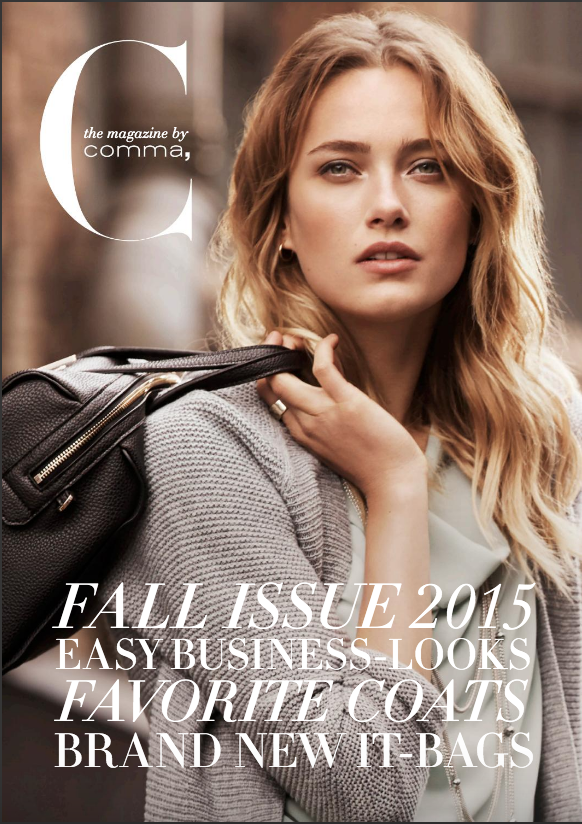 C
the magazine by
comma,
FALL ISSUE 2015
EASY BUSINESS-LOOKS
FAVORITE COATS
BRAND NEW IT-BAGS